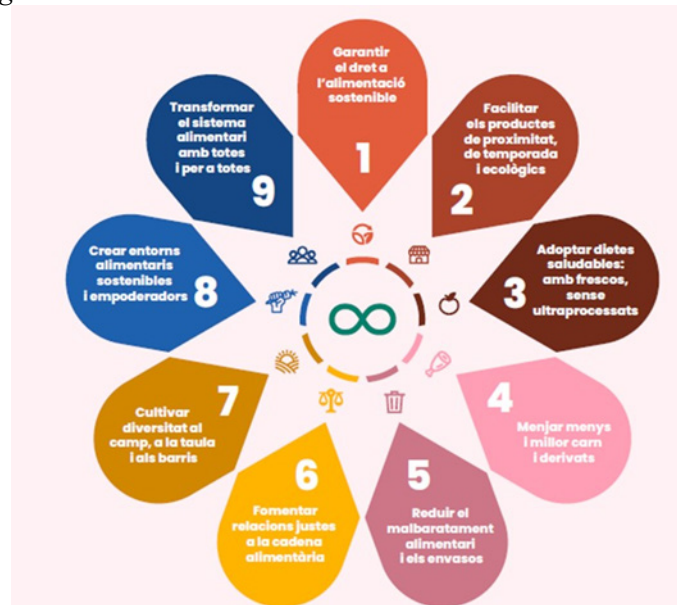 Garantir
el dret a
l'alimentació
sostenible
1
Facilitar
els productes
de proximitat,
de temporada
i ecològics
2
Adoptar dietes
saludables:
amb frescos,
sense
ultraprocessats
3
4
Menjar menys
i millor carn
i derivats
5
Reduir el
malbaratament
alimentari
i els envasos
6
Fomentar
relacions justes
a la cadena
alimentària
7
Cultivar
diversitat al
camp, a la taula
i als barris
Crear entorns
alimentaris
sostenibles
i empoderadors
8
Transformar
el sistema
alimentari
amb totes
i per a totes
9